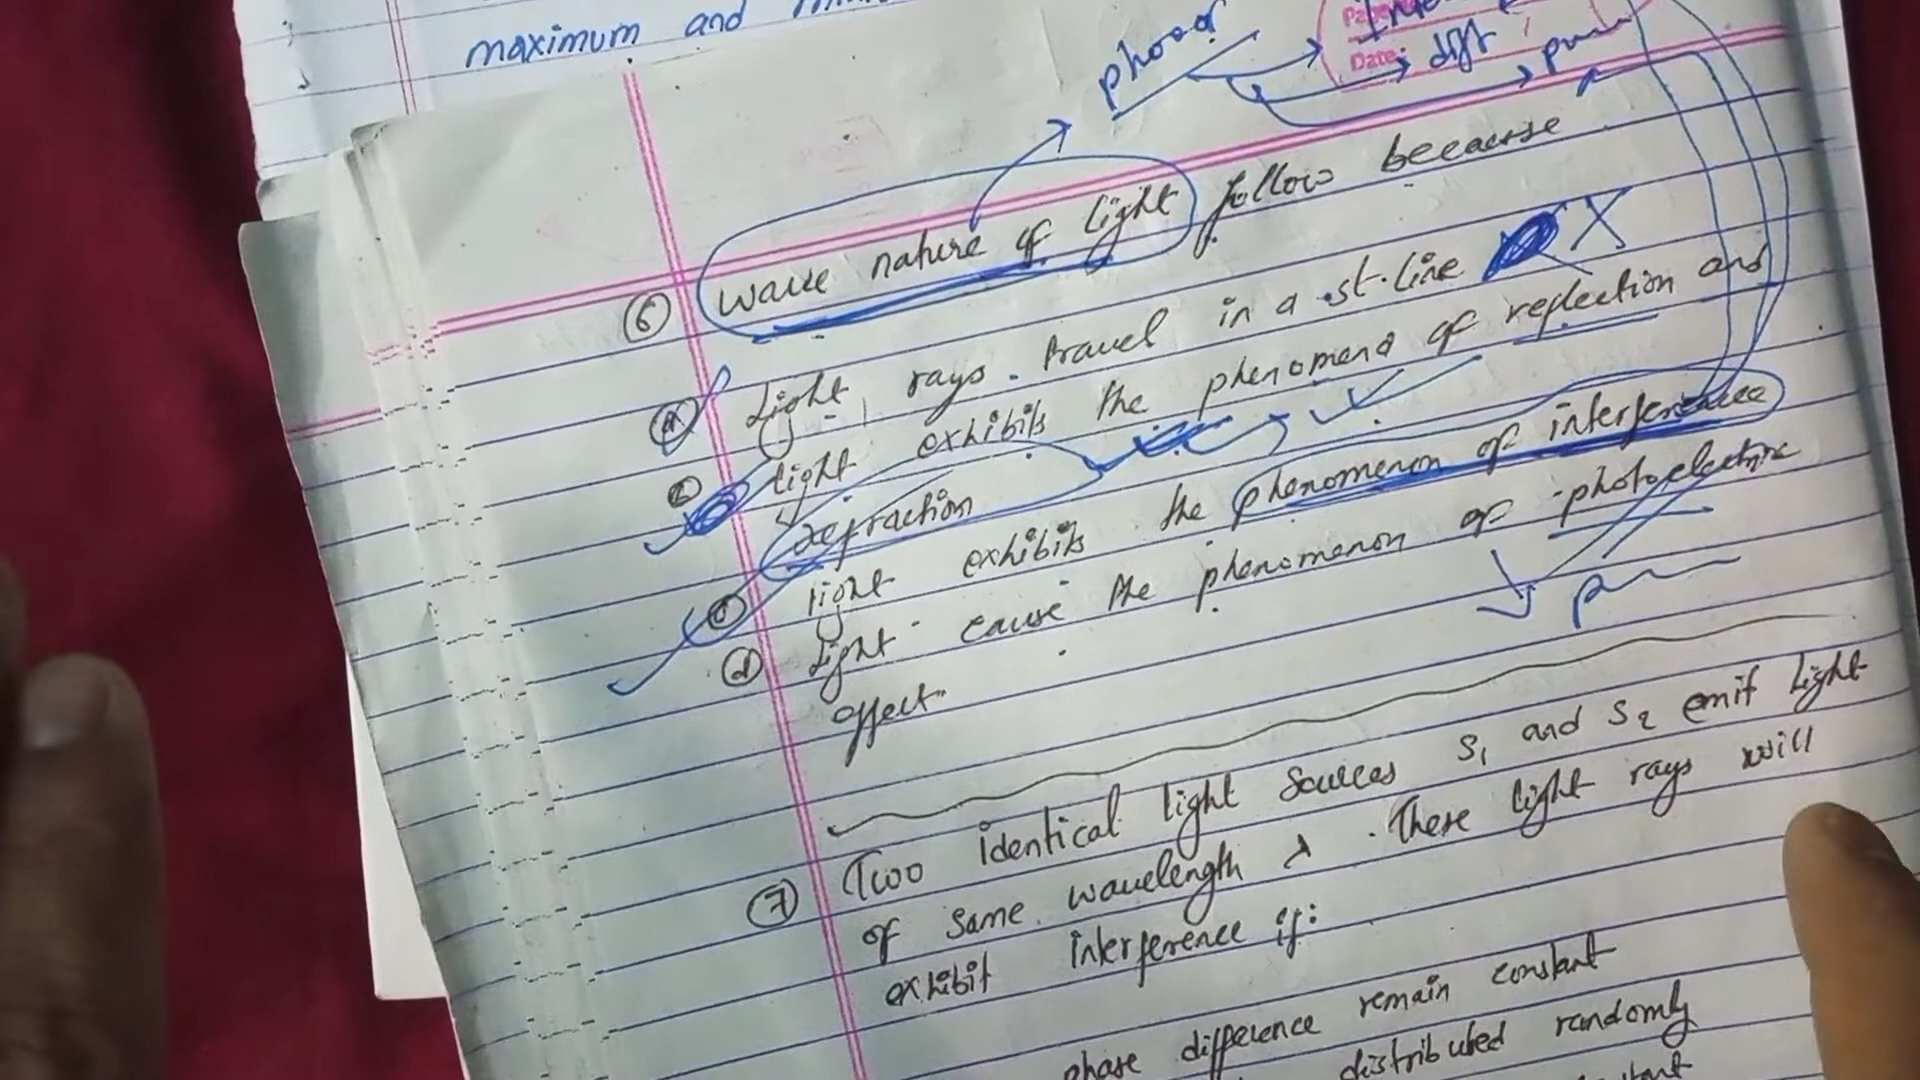 maximum and
Date:
diff
⑥ wave nature of light follow because
ⓐ Light rays travel in a st. line X
light exhibits the phenomena of reflection and
refraction
ⓒ light exhibits the phenomenon of interference
ⓓ Light cause the phenomenon of photoelectric
effect
⑦ Two identical light Sources S₁ and S₂ emit Light
of same wavelength λ. These light rays will
exhibit interference if:
phase difference remain constant
distributed randomly